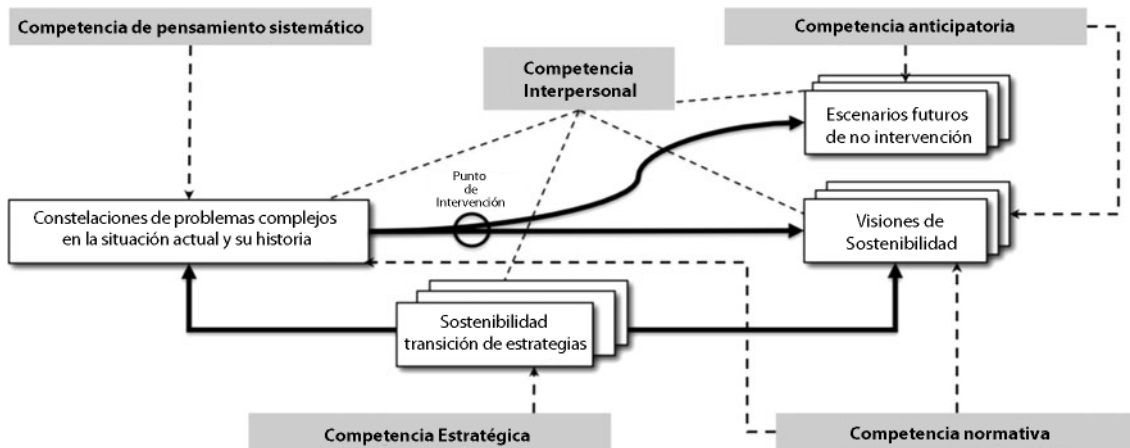 Competencia de pensamiento sistemático
Competencia anticipatoria
Competencia
Interpersonal
Escenarios futuros
de no intervención
Punto
de
Intervención
Constelaciones de problemas complejos
en la situación actual y su historia
Visiones de
Sostenibilidad
Sostenibilidad
transición de estrategias
Competencia Estratégica
Competencia normativa